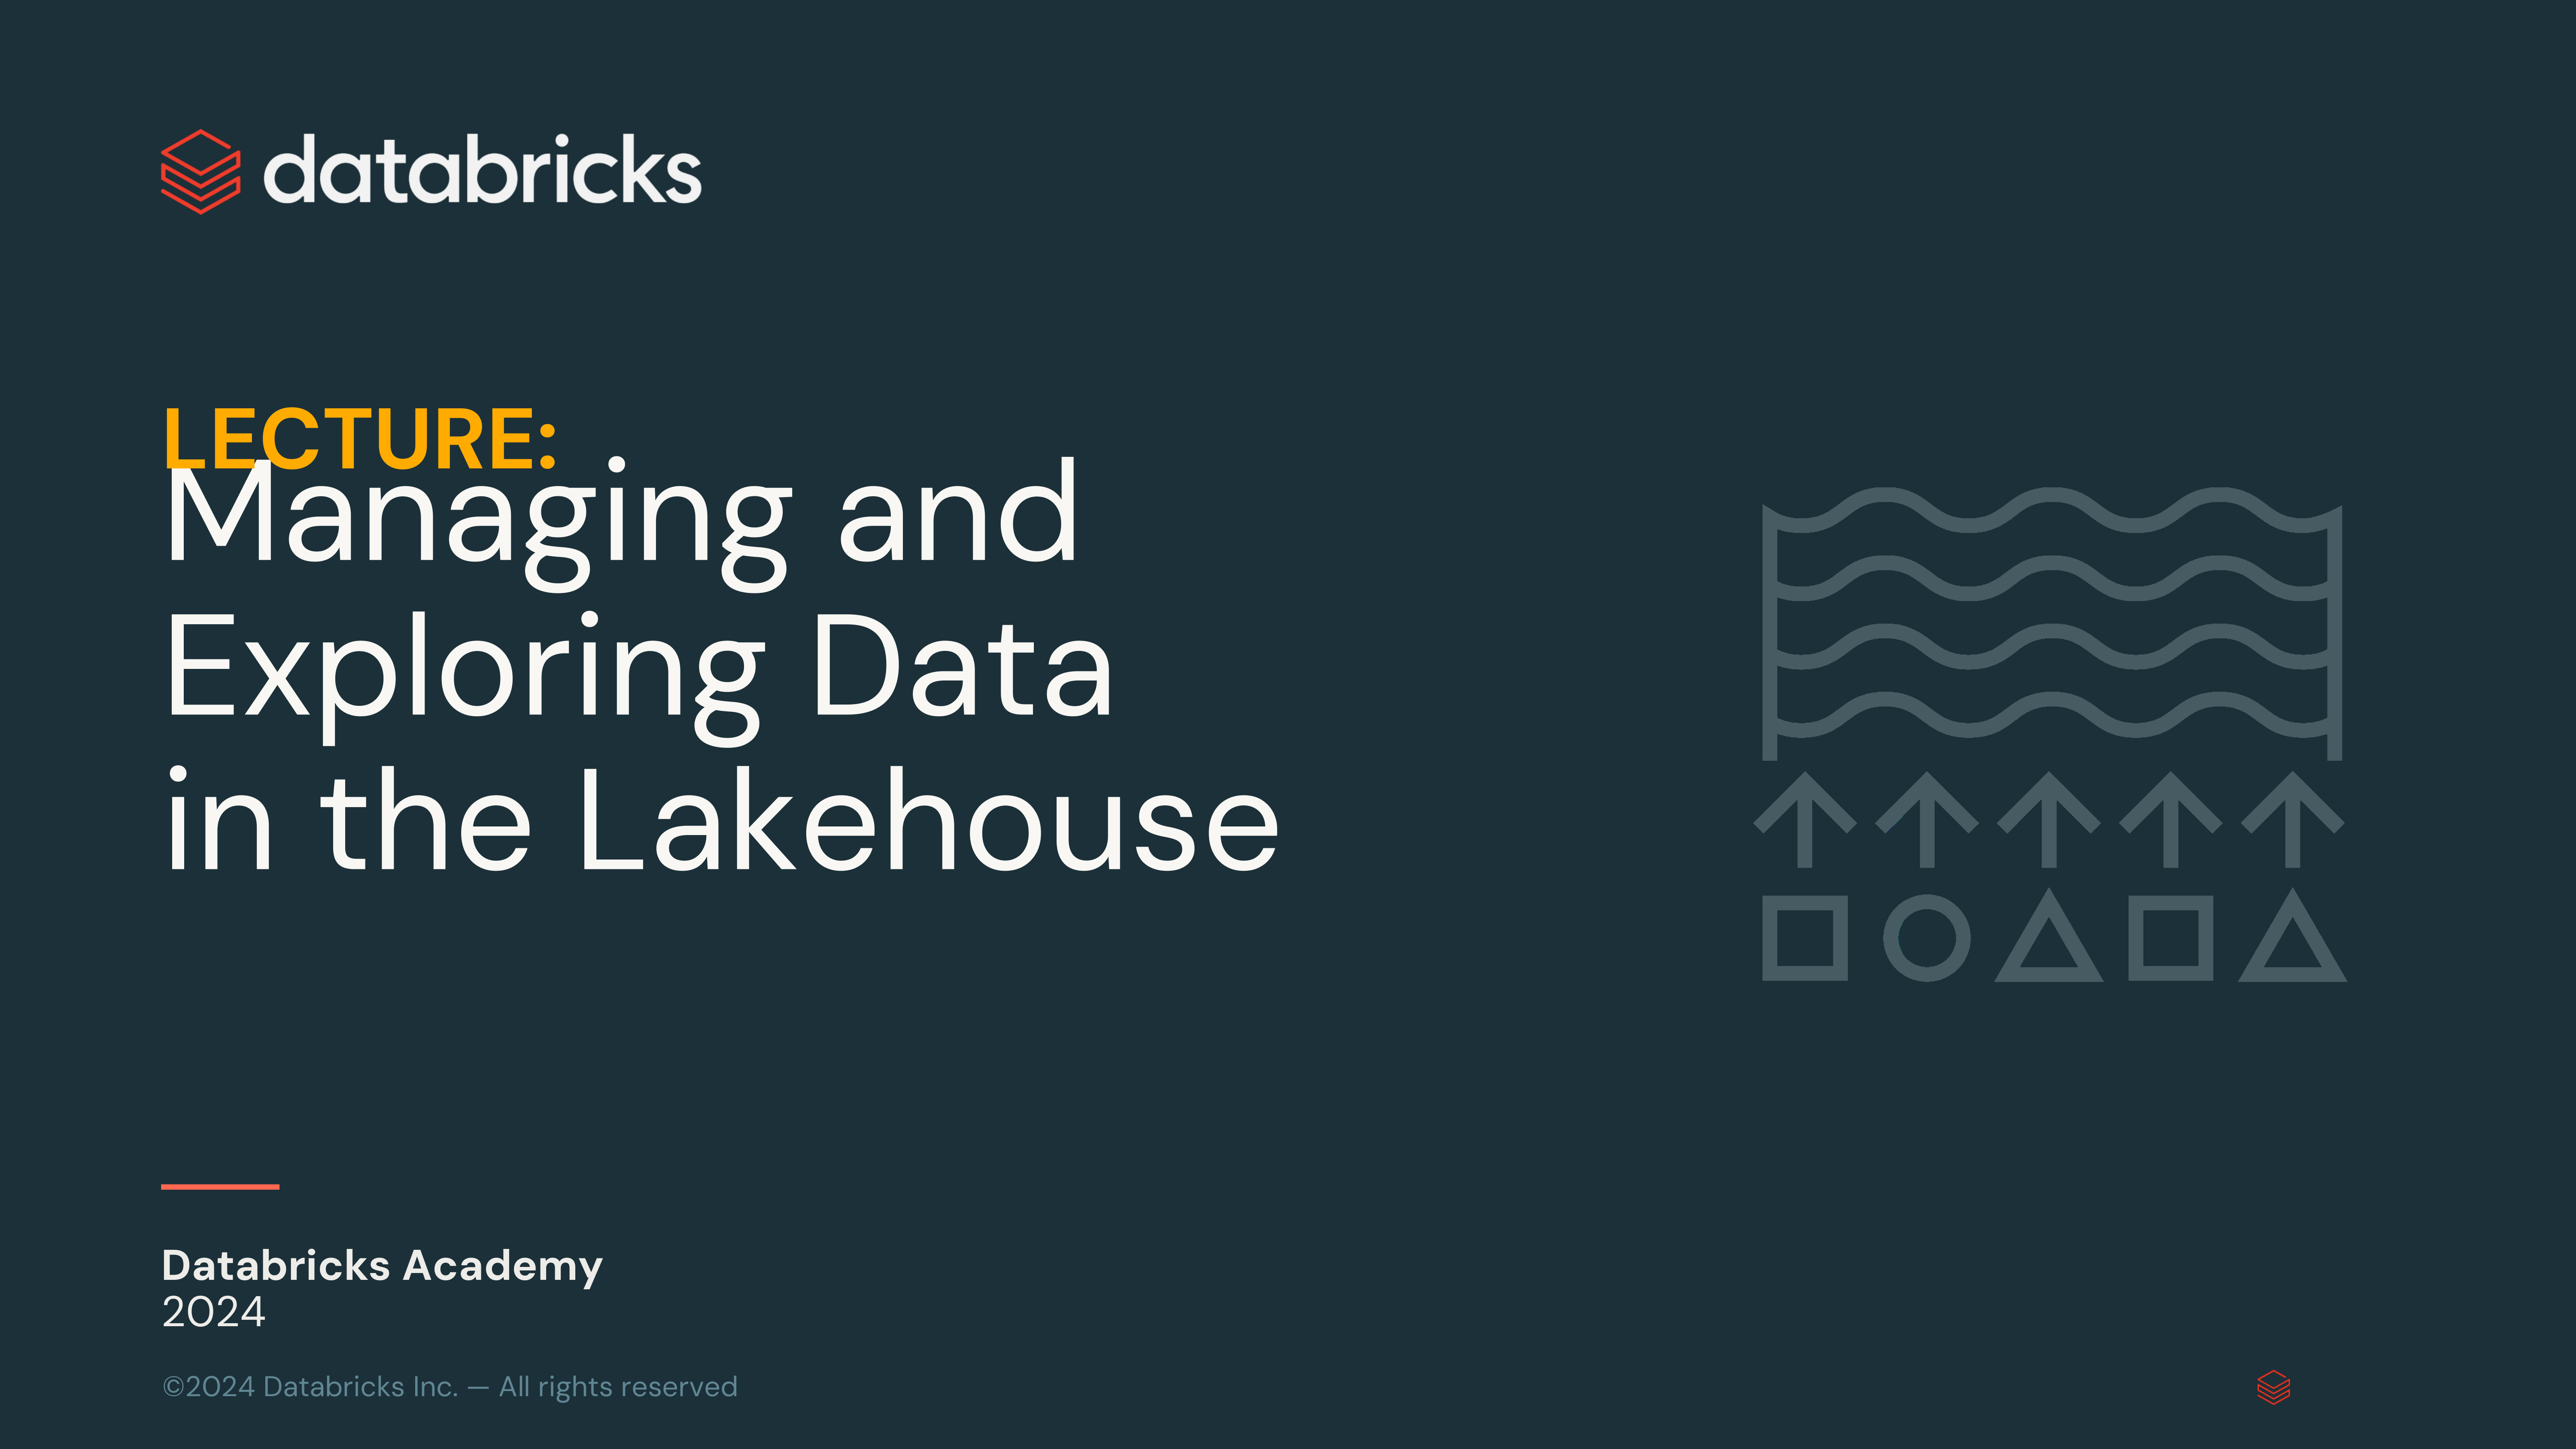 databricks
LECTURE:
Managing and
Exploring Data
in the Lakehouse
Databricks Academy
2024
©2024 Databricks Inc. — All rights reserved